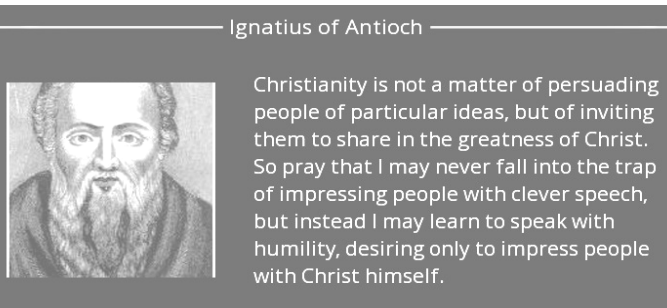 Ignatius of Antioch
Christianity is not a matter of persuading
people of particular ideas, but of inviting
them to share in the greatness of Christ.
So pray that I may never fall into the trap
of impressing people with clever speech,
but instead I may learn to speak with
humility, desiring only to impress people
with Christ himself.